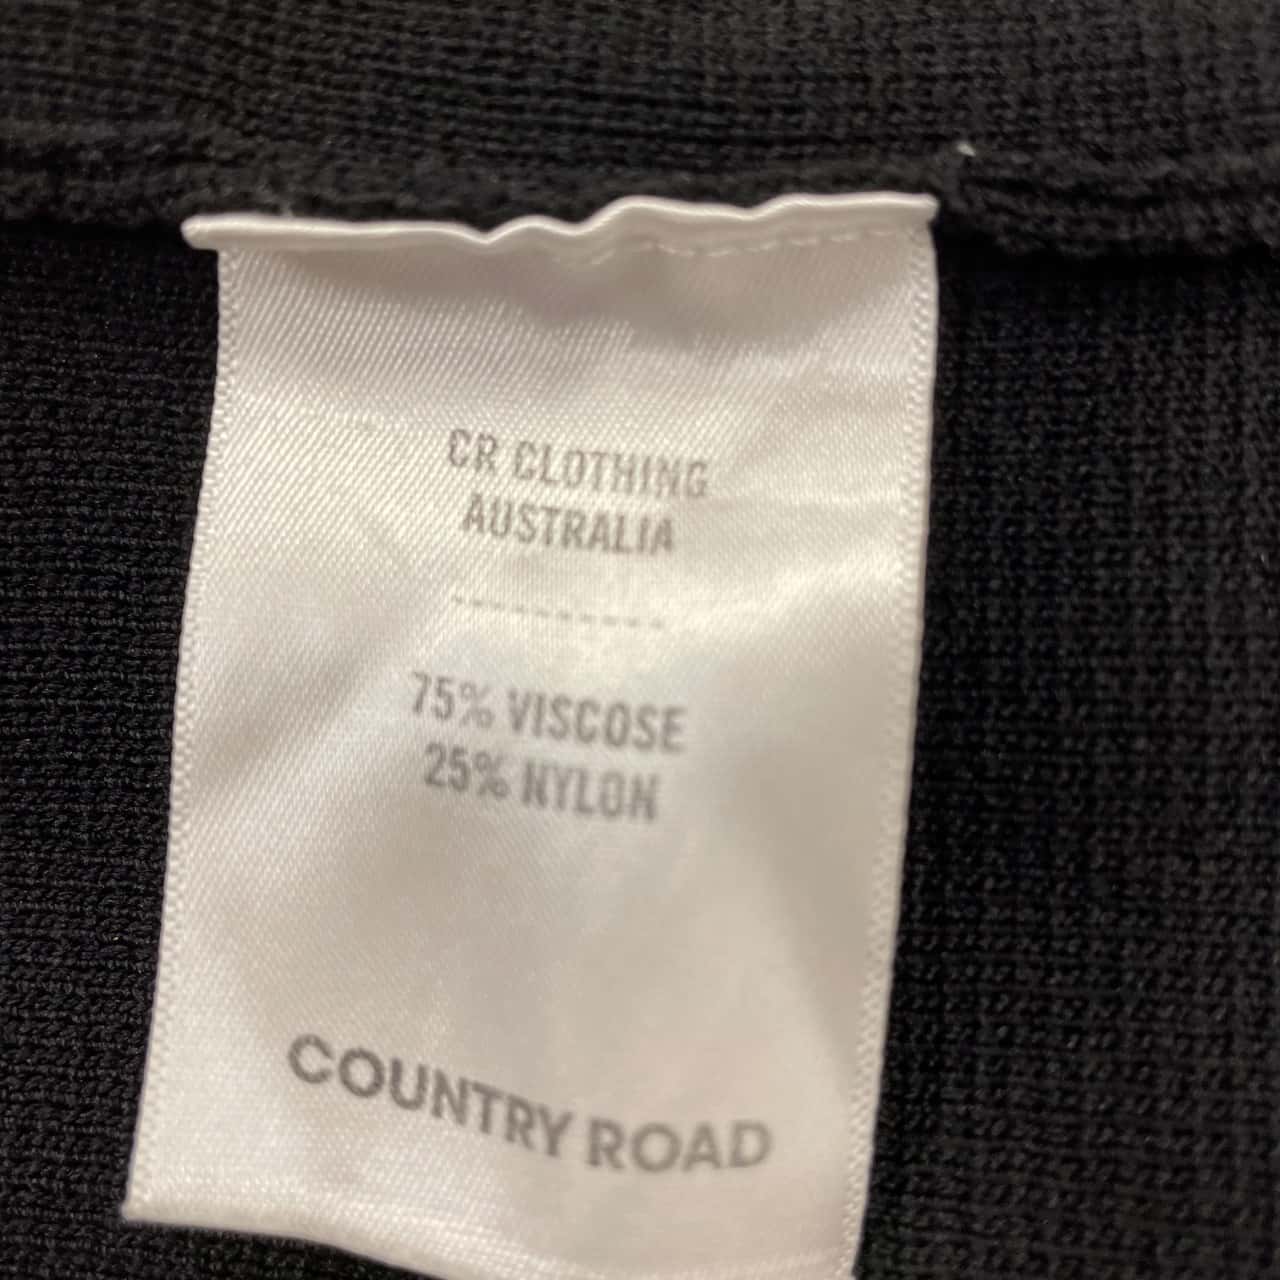 CR CLOTHING
AUSTRALIA
----------
75% VISCOSE
25% NYLON
COUNTRY ROAD